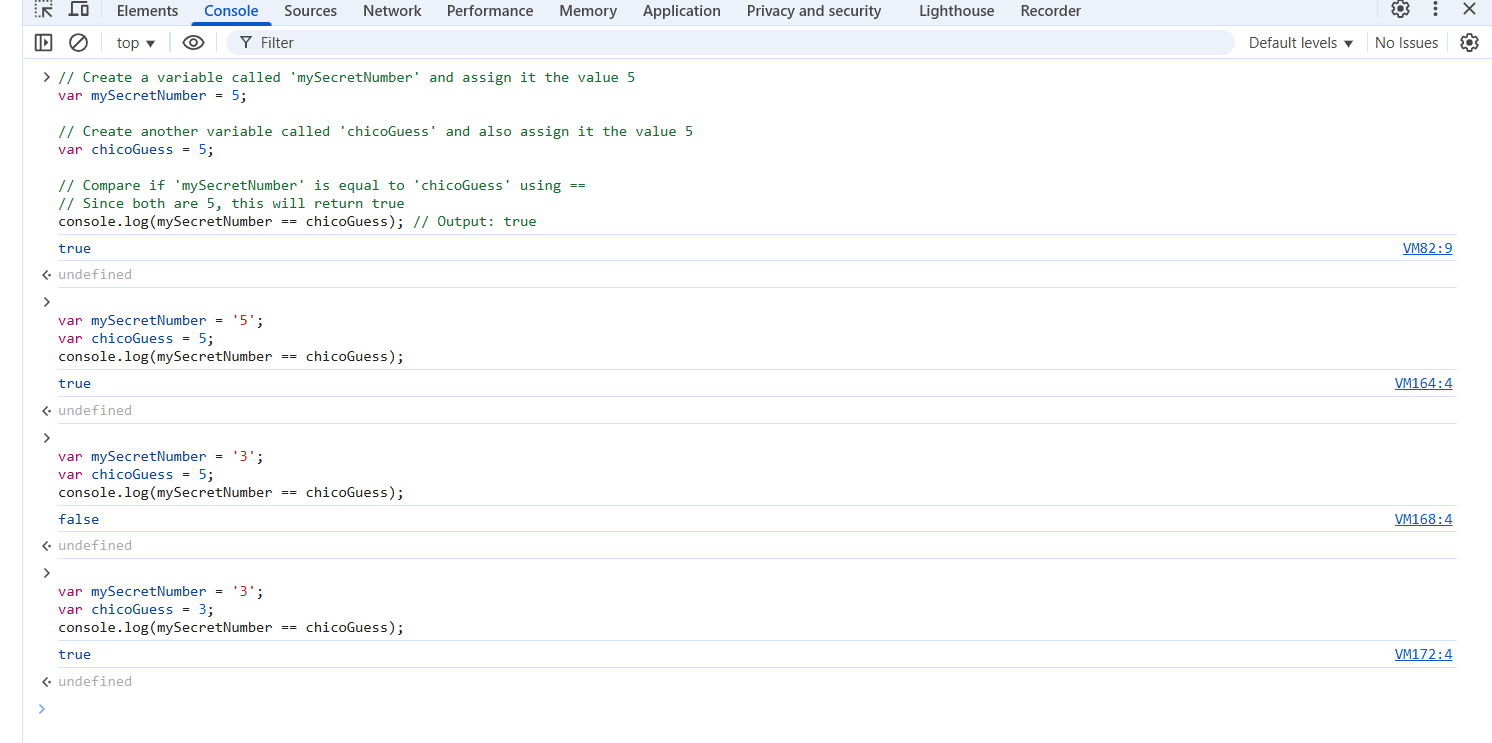 Elements Console Sources Network Performance Memory Application Privacy and security Lighthouse Recorder
top Filter Default levels No Issues
// Create a variable called 'mySecretNumber' and assign it the value 5
var mySecretNumber = 5;
// Create another variable called 'chicoGuess' and also assign it the value 5
var chicoGuess = 5;
// Compare if 'mySecretNumber' is equal to 'chicoGuess' using ==
// Since both are 5, this will return true
console.log(mySecretNumber == chicoGuess); // Output: true
true VM82:9
undefined
var mySecretNumber = '5';
var chicoGuess = 5;
console.log(mySecretNumber == chicoGuess);
true VM164:4
undefined
var mySecretNumber = '3';
var chicoGuess = 5;
console.log(mySecretNumber == chicoGuess);
false VM168:4
undefined
var mySecretNumber = '3';
var chicoGuess = 3;
console.log(mySecretNumber == chicoGuess);
true VM172:4
undefined